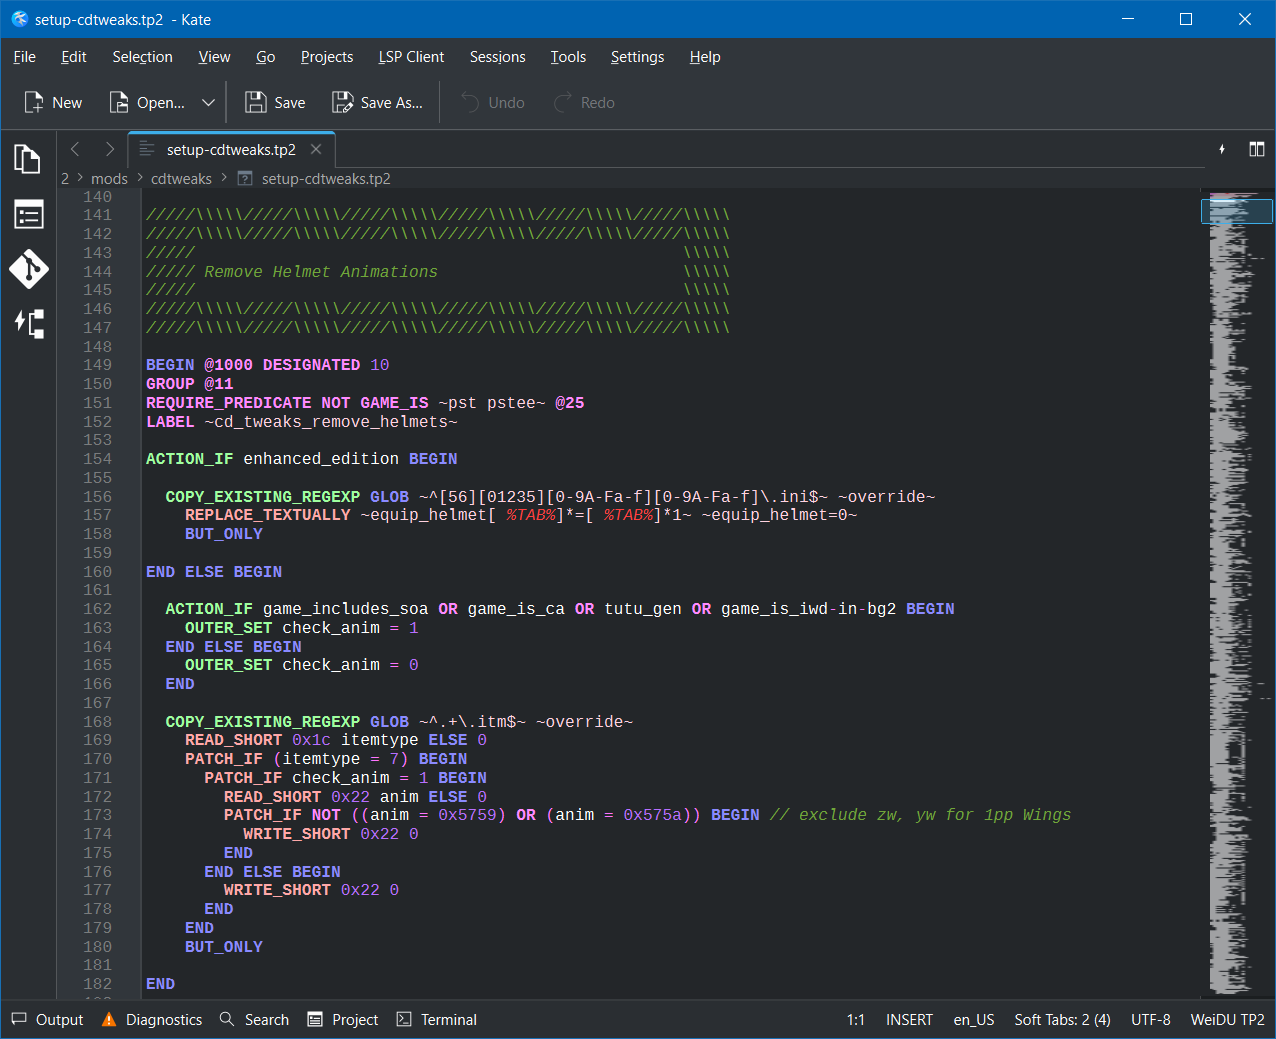 setup-cdtweaks.tp2 - Kate
File Edit Selection View Go Projects LSP Client Sessions Tools Settings Help
New Open... Save Save As... Undo Redo
setup-cdtweaks.tp2
2 > mods > cdtweaks > setup-cdtweaks.tp2
140
141 /////\\\\\/////\\\\\/////\\\\\/////\\\\\/////\\\\\/////\\\\\
142 /////\\\\\/////\\\\\/////\\\\\/////\\\\\/////\\\\\/////\\\\\
143 /////                                                  \\\\\
144 ///// Remove Helmet Animations                         \\\\\
145 /////                                                  \\\\\
146 /////\\\\\/////\\\\\/////\\\\\/////\\\\\/////\\\\\/////\\\\\
147 /////\\\\\/////\\\\\/////\\\\\/////\\\\\/////\\\\\/////\\\\\
148
149 BEGIN @1000 DESIGNATED 10
150 GROUP @11
151 REQUIRE_PREDICATE NOT GAME_IS ~pst pstee~ @25
152 LABEL ~cd_tweaks_remove_helmets~
153
154 ACTION_IF enhanced_edition BEGIN
155
156   COPY_EXISTING_REGEXP GLOB ~^[56][01235][0-9A-Fa-f][0-9A-Fa-f]\.ini$~ ~override~
157     REPLACE_TEXTUALLY ~equip_helmet[ %TAB%]*=[ %TAB%]*1~ ~equip_helmet=0~
158     BUT_ONLY
159
160 END ELSE BEGIN
161
162   ACTION_IF game_includes_soa OR game_is_ca OR tutu_gen OR game_is_iwd-in-bg2 BEGIN
163     OUTER_SET check_anim = 1
164   END ELSE BEGIN
165     OUTER_SET check_anim = 0
166   END
167
168   COPY_EXISTING_REGEXP GLOB ~^.+\.itm$~ ~override~
169     READ_SHORT 0x1c itemtype ELSE 0
170     PATCH_IF (itemtype = 7) BEGIN
171       PATCH_IF check_anim = 1 BEGIN
172         READ_SHORT 0x22 anim ELSE 0
173         PATCH_IF NOT ((anim = 0x5759) OR (anim = 0x575a)) BEGIN // exclude zw, yw for 1pp Wings
174           WRITE_SHORT 0x22 0
175         END
176       END ELSE BEGIN
177         WRITE_SHORT 0x22 0
178       END
179     END
180     BUT_ONLY
181
182 END
Output Diagnostics Search Project Terminal 1:1 INSERT en_US Soft Tabs: 2 (4) UTF-8 WeiDU TP2